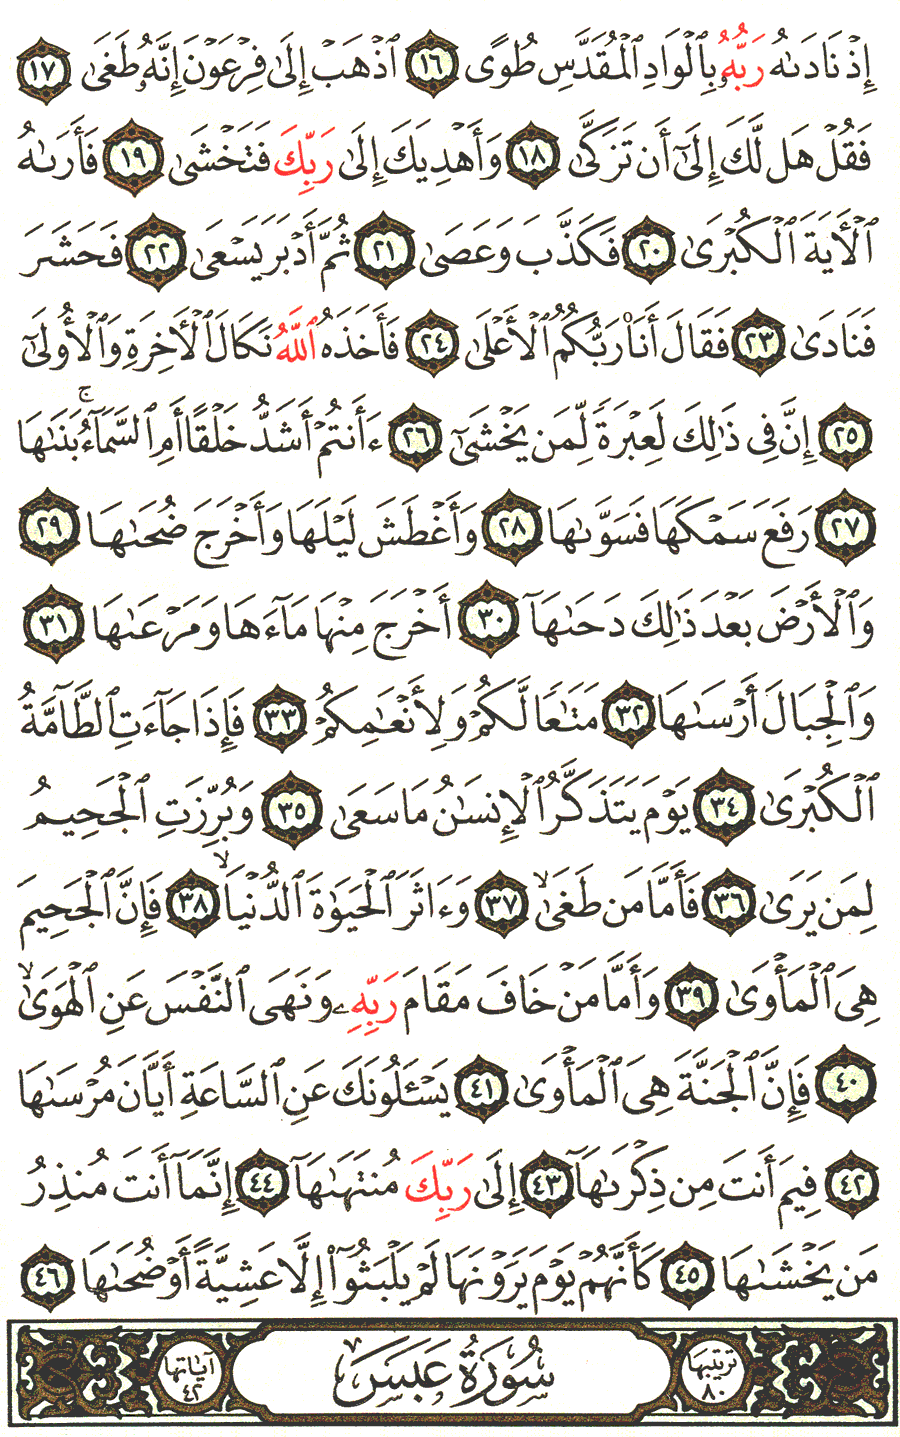 إِذْ نَادَىٰهُ رَبُّهُۥ بِٱلْوَادِ ٱلْمُقَدَّسِ طُوًى ١٦ ٱذْهَبْ إِلَىٰ فِرْعَوْنَ إِنَّهُۥ طَغَىٰ ١٧
فَقُلْ هَل لَّكَ إِلَىٰٓ أَن تَزَكَّىٰ ١٨ وَأَهْدِيَكَ إِلَىٰ رَبِّكَ فَتَخْشَىٰ ١٩ فَأَرَىٰهُ
ٱلْأٓيَةَ ٱلْكُبْرَىٰ ٢٠ فَكَذَّبَ وَعَصَىٰ ٢١ ثُمَّ أَدْبَرَ يَسْعَىٰ ٢٢ فَحَشَرَ
فَنَادَىٰ ٢٣ فَقَالَ أَنَا۠ رَبُّكُمُ ٱلْأَعْلَىٰ ٢٤ فَأَخَذَهُ ٱللَّهُ نَكَالَ ٱلْأٓخِرَةِ وَٱلْأُولَىٰٓ
٢٥ إِنَّ فِى ذَٰلِكَ لَعِبْرَةً لِّمَن يَخْشَىٰٓ ٢٦ ءَأَنتُمْ أَشَدُّ خَلْقًا أَمِ ٱلسَّمَآءُ ۚ بَنَىٰهَا
٢٧ رَفَعَ سَمْكَهَا فَسَوَّىٰهَا ٢٨ وَأَغْطَشَ لَيْلَهَا وَأَخْرَجَ ضُحَىٰهَا ٢٩
وَٱلْأَرْضَ بَعْدَ ذَٰلِكَ دَحَىٰهَآ ٣٠ أَخْرَجَ مِنْهَا مَآءَهَا وَمَرْعَىٰهَا ٣١
وَٱلْجِبَالَ أَرْسَىٰهَا ٣٢ مَتَٰعًا لَّكُمْ وَلِأَنْعَٰمِكُمْ ٣٣ فَإِذَا جَآءَتِ ٱلطَّآمَّةُ
ٱلْكُبْرَىٰ ٣٤ يَوْمَ يَتَذَكَّرُ ٱلْإِنسَٰنُ مَا سَعَىٰ ٣٥ وَبُرِّزَتِ ٱلْجَحِيمُ
لِمَن يَرَىٰ ٣٦ فَأَمَّا مَن طَغَىٰ ۙ ٣٧ وَءَاثَرَ ٱلْحَيَوٰةَ ٱلدُّنْيَا ۙ ٣٨ فَإِنَّ ٱلْجَحِيمَ
هِىَ ٱلْمَأْوَىٰ ٣٩ وَأَمَّا مَنْ خَافَ مَقَامَ رَبِّهِۦ وَنَهَى ٱلنَّفْسَ عَنِ ٱلْهَوَىٰ ۙ
٤٠ فَإِنَّ ٱلْجَنَّةَ هِىَ ٱلْمَأْوَىٰ ٤١ يَسْـَٔلُونَكَ عَنِ ٱلسَّاعَةِ أَيَّانَ مُرْسَىٰهَا
٤٢ فِيمَ أَنتَ مِن ذِكْرَىٰهَآ ٤٣ إِلَىٰ رَبِّكَ مُنتَهَىٰهَآ ٤٤ إِنَّمَآ أَنتَ مُنذِرُ
مَن يَخْشَىٰهَا ٤٥ كَأَنَّهُمْ يَوْمَ يَرَوْنَهَا لَمْ يَلْبَثُوٓا۟ إِلَّا عَشِيَّةً أَوْ ضُحَىٰهَا ٤٦
ترتيبها ٨٠ سُورَةُ عَبَسَ آياتها ٤٢